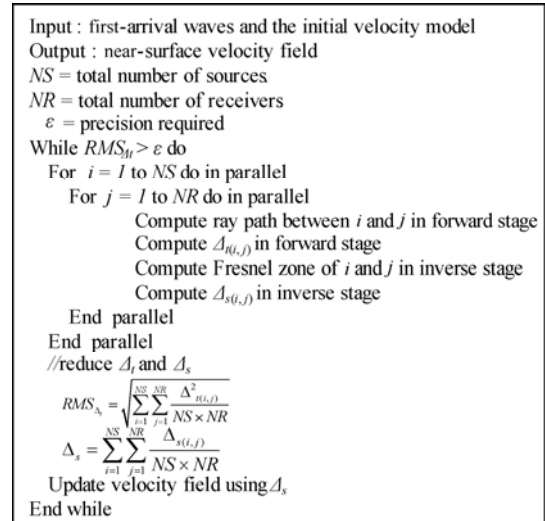 Input : first-arrival waves and the initial velocity model
Output : near-surface velocity field
NS = total number of sources
NR = total number of receivers
ε = precision required
While RMS_Δt > ε do
For i = 1 to NS do in parallel
For j = 1 to NR do in parallel
Compute ray path between i and j in forward stage
Compute Δ_t(i,j) in forward stage
Compute Fresnel zone of i and j in inverse stage
Compute Δ_s(i,j) in inverse stage
End parallel
End parallel
//reduce Δ_t and Δ_s
RMS_Δt = √(∑_{i=1}^{NS} ∑_{j=1}^{NR} Δ²_t(i,j) / (NS × NR))
Δ_s = ∑_{i=1}^{NS} ∑_{j=1}^{NR} Δ_s(i,j) / (NS × NR)
Update velocity field using Δ_s
End while